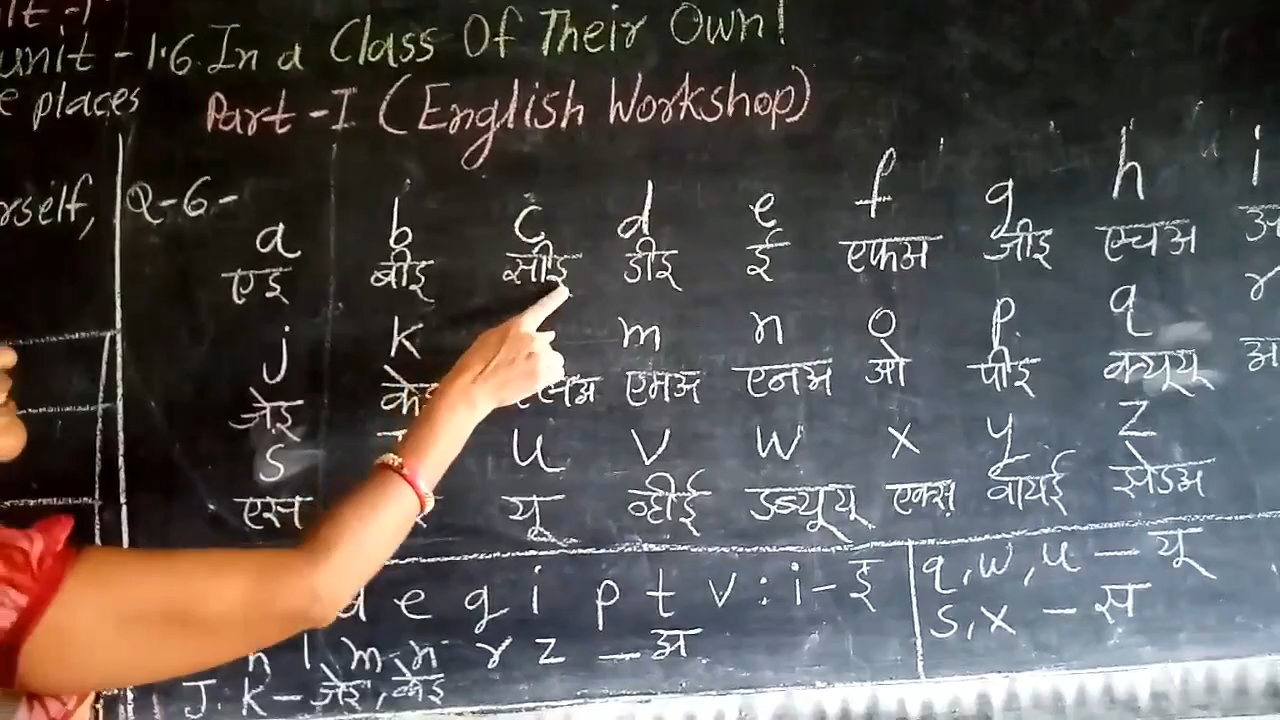 unit - 1.6. In a Class Of Their Own!
e places Part - I (English Workshop)
rself, Q-6-
a b c d e f g h i
एइ बीइ सीइ डीइ ई एफअ जीइ एचअ
j k m n o p q r
जेइ केइ एमअ एनअ ओ पीइ क्यूयू
s u v w x y z
एस यू व्हीई डब्यूयू एक्स वायई झेडअ
d e g i p t v : i - ई
h l m n r z - अ
J. k - जेइ, केइ
q, w, u - यू
s, x - स